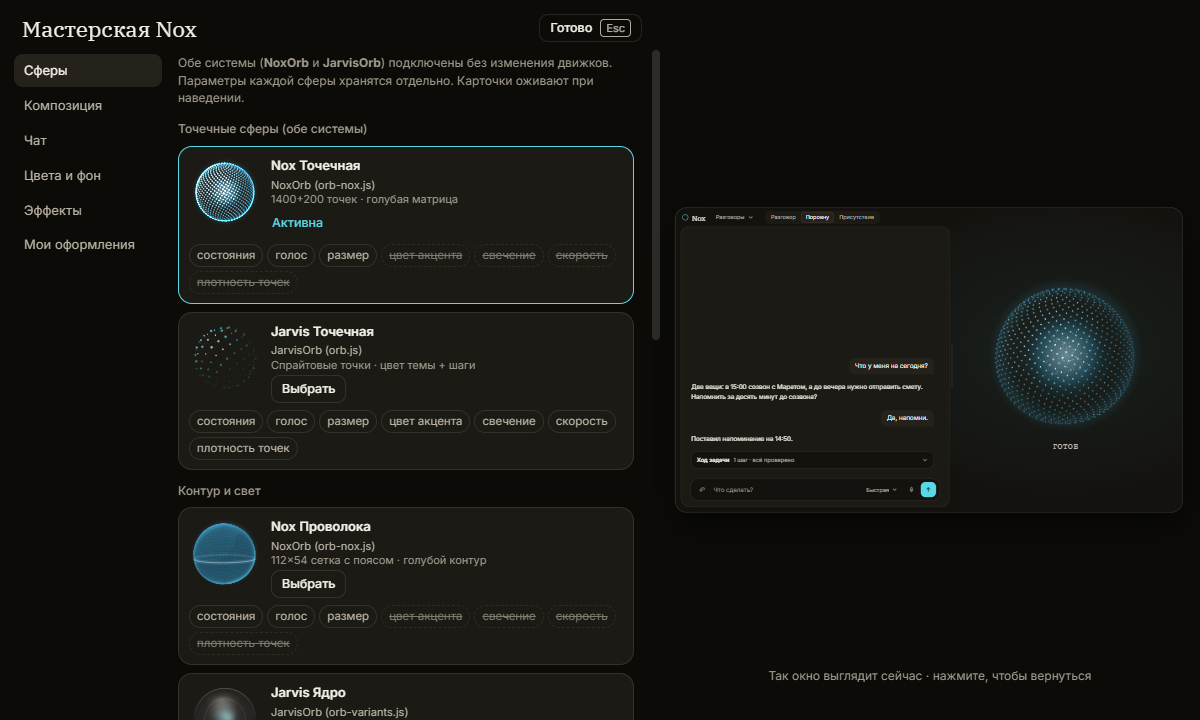 Мастерская Nox
Готово Esc
Сферы
Композиция
Чат
Цвета и фон
Эффекты
Мои оформления
Обе системы (NoxOrb и JarvisOrb) подключены без изменения движков.
Параметры каждой сферы хранятся отдельно. Карточки оживают при
наведении.
Точечные сферы (обе системы)
Nox Точечная
NoxOrb (orb-nox.js)
1400+200 точек · голубая матрица
Активна
состояния голос размер цвет акцента свечение скорость
плотность точек
Jarvis Точечная
JarvisOrb (orb.js)
Спрайтовые точки · цвет темы + шаги
Выбрать
состояния голос размер цвет акцента свечение скорость
плотность точек
Контур и свет
Nox Проволока
NoxOrb (orb-nox.js)
112×54 сетка с поясом · голубой контур
Выбрать
состояния голос размер цвет акцента свечение скорость
плотность точек
Jarvis Ядро
JarvisOrb (orb-variants.js)
Nox Разговоры Разговор Поровну Присутствие
Что у меня на сегодня?
Две вещи: в 15:00 созвон с Маратом, а до вечера нужно отправить смету.
Напомнить за десять минут до созвона?
Да, напомни.
Поставил напоминание на 14:50.
Ход задачи 1 шаг · всё проверено
Что сделать? Быстрая
ГОТОВ
Так окно выглядит сейчас · нажмите, чтобы вернуться